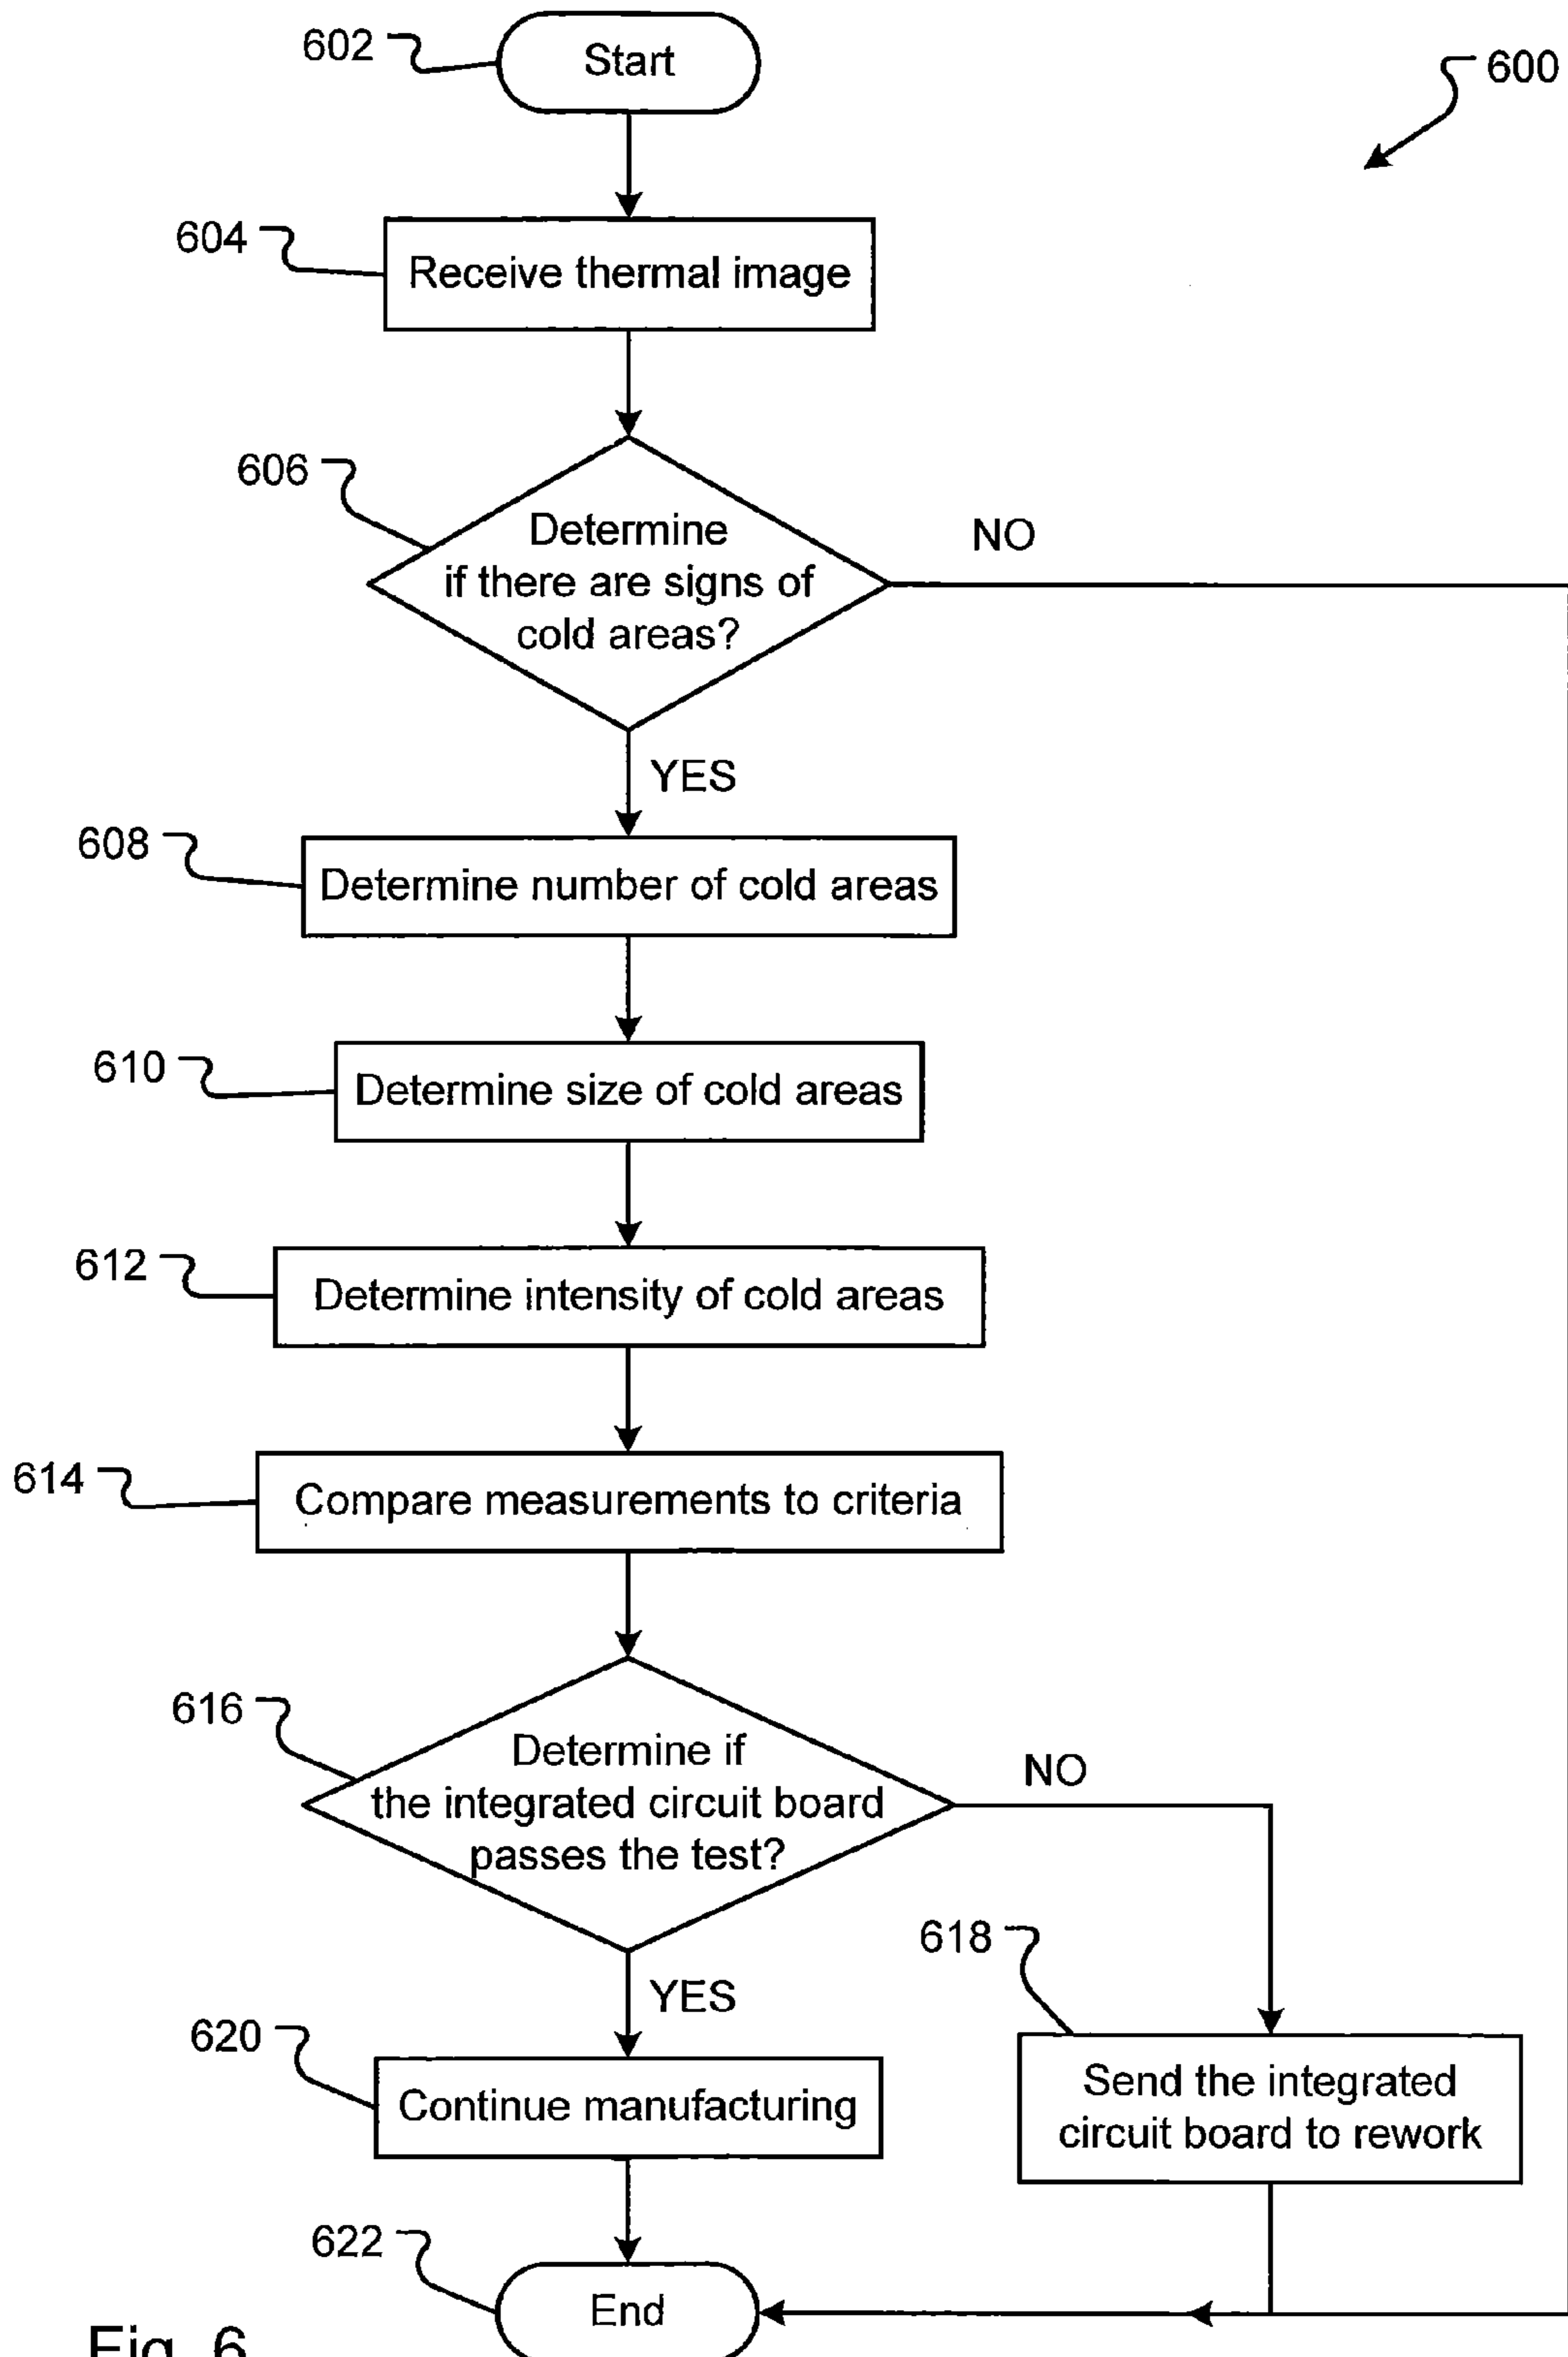 602
Start
600
604
Receive thermal image
606
Determine
if there are signs of
cold areas?
NO
YES
608
Determine number of cold areas
610
Determine size of cold areas
612
Determine intensity of cold areas
614
Compare measurements to criteria
616
Determine if
the integrated circuit board
passes the test?
NO
618
YES
620
Continue manufacturing
Send the integrated
circuit board to rework
622
End
Fig. 6